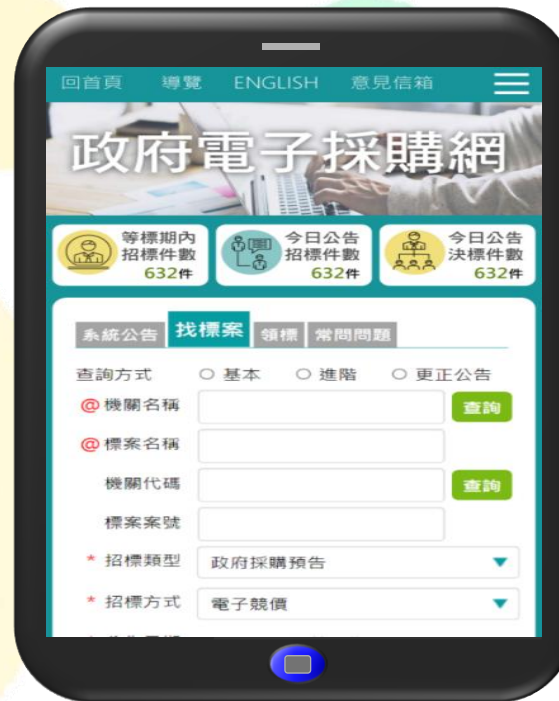 回首頁 導覽 ENGLISH 意見信箱
政府電子採購網
等標期內
招標件數
632件
今日公告
招標件數
632件
今日公告
決標件數
632件
系統公告 找標案 領標 常問問題
查詢方式 基本 進階 更正公告
@機關名稱 查詢
@標案名稱
機關代碼 查詢
標案案號
* 招標類型 政府採購預告
* 招標方式 電子競價